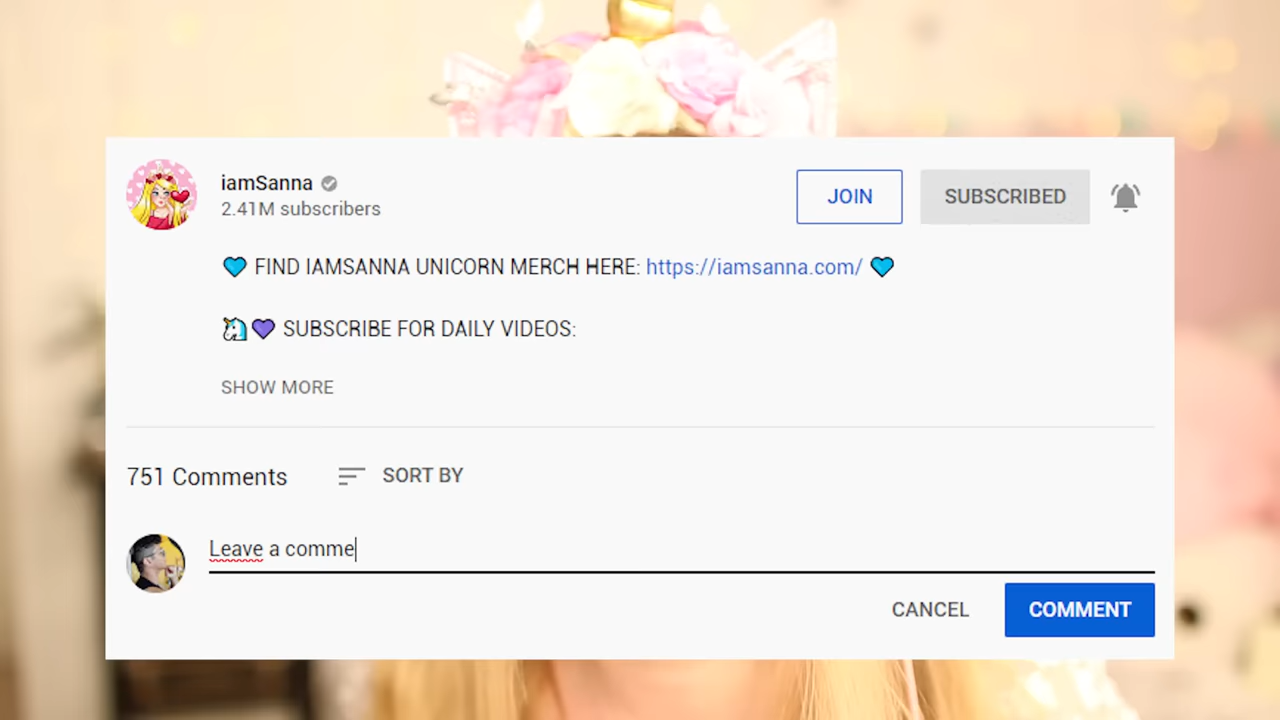 iamSanna
2.41M subscribers
JOIN
SUBSCRIBED
💙 FIND IAMSANNA UNICORN MERCH HERE: https://iamsanna.com/ 💙
🦄💜 SUBSCRIBE FOR DAILY VIDEOS:
SHOW MORE
751 Comments
SORT BY
Leave a comme
CANCEL
COMMENT